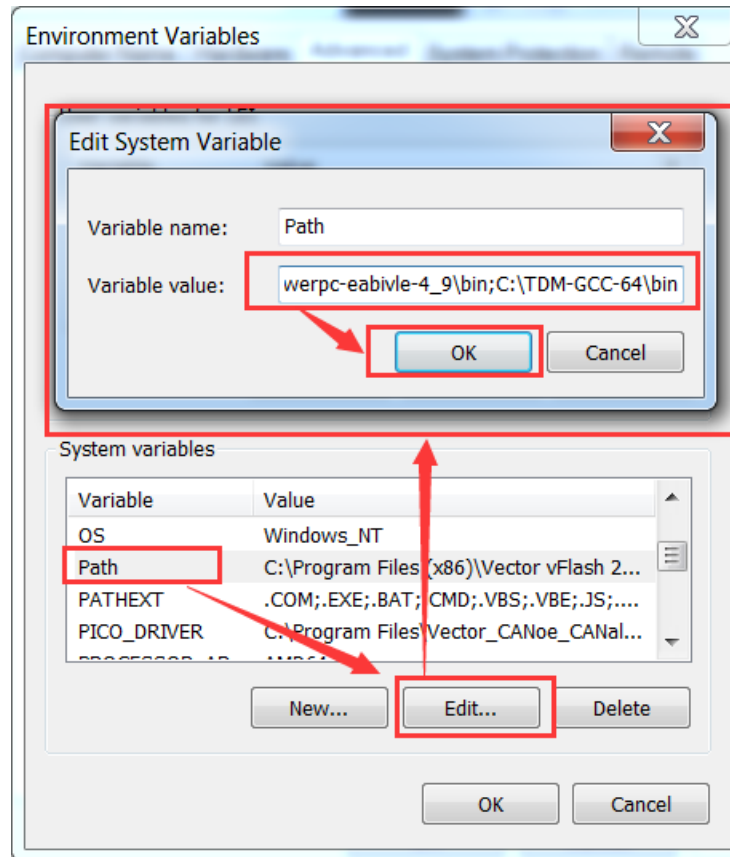 Environment Variables
Advanced
Edit System Variable
Variable name:
Path
Variable value:
werpc-eabivle-4_9\bin;C:\TDM-GCC-64\bin
OK
Cancel
System variables
Variable Value
OS Windows_NT
Path C:\Program Files (x86)\Vector vFlash 2...
PATHEXT .COM;.EXE;.BAT;.CMD;.VBS;.VBE;.JS;....
PICO_DRIVER C:\Program Files\Vector_CANoe_CANal...
New...
Edit...
Delete
OK
Cancel